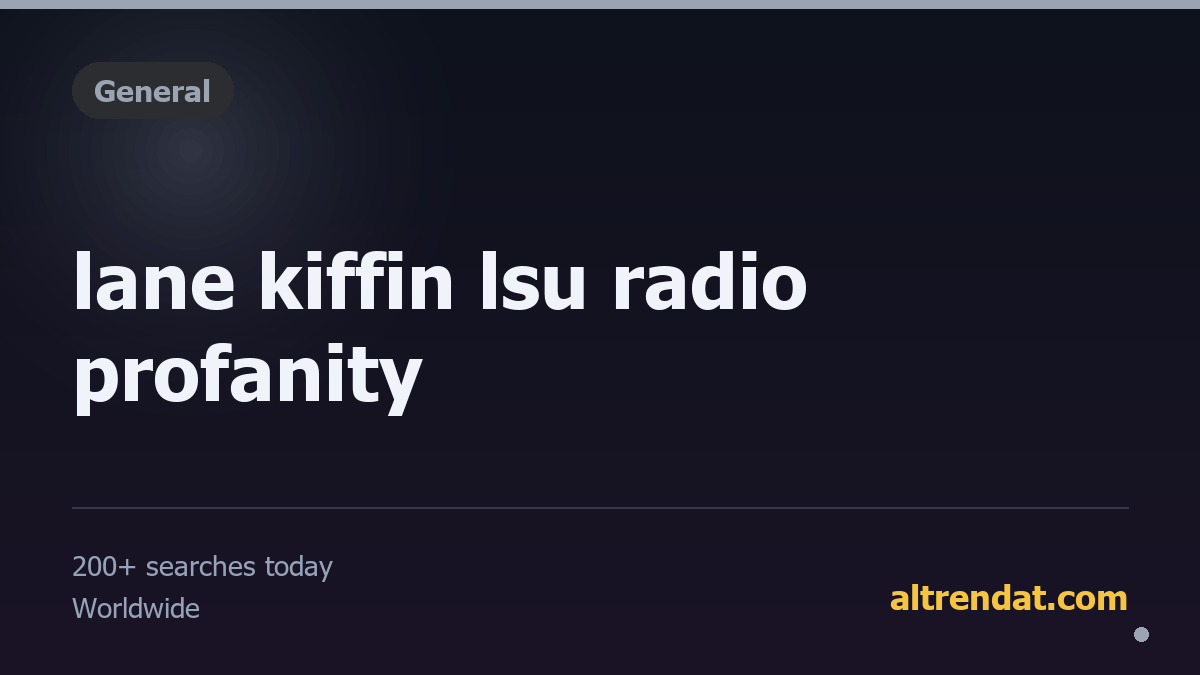 General
lane kiffin lsu radio
profanity
200+ searches today
Worldwide
altrendat.com